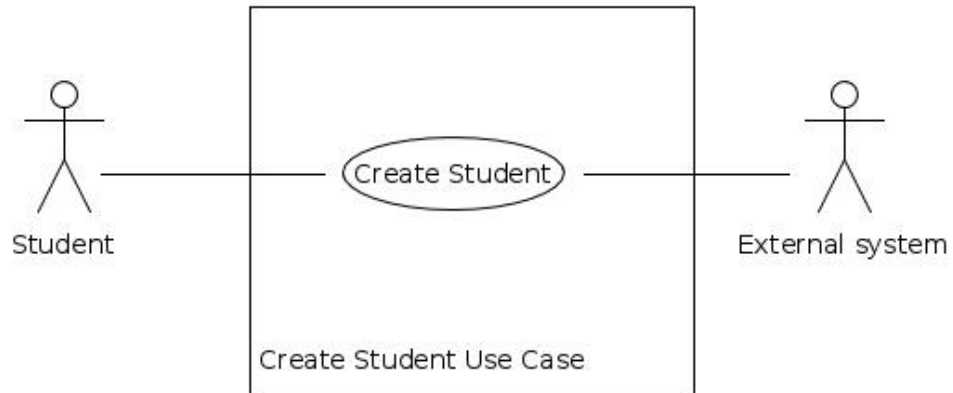 Create Student
Student
External system
Create Student Use Case